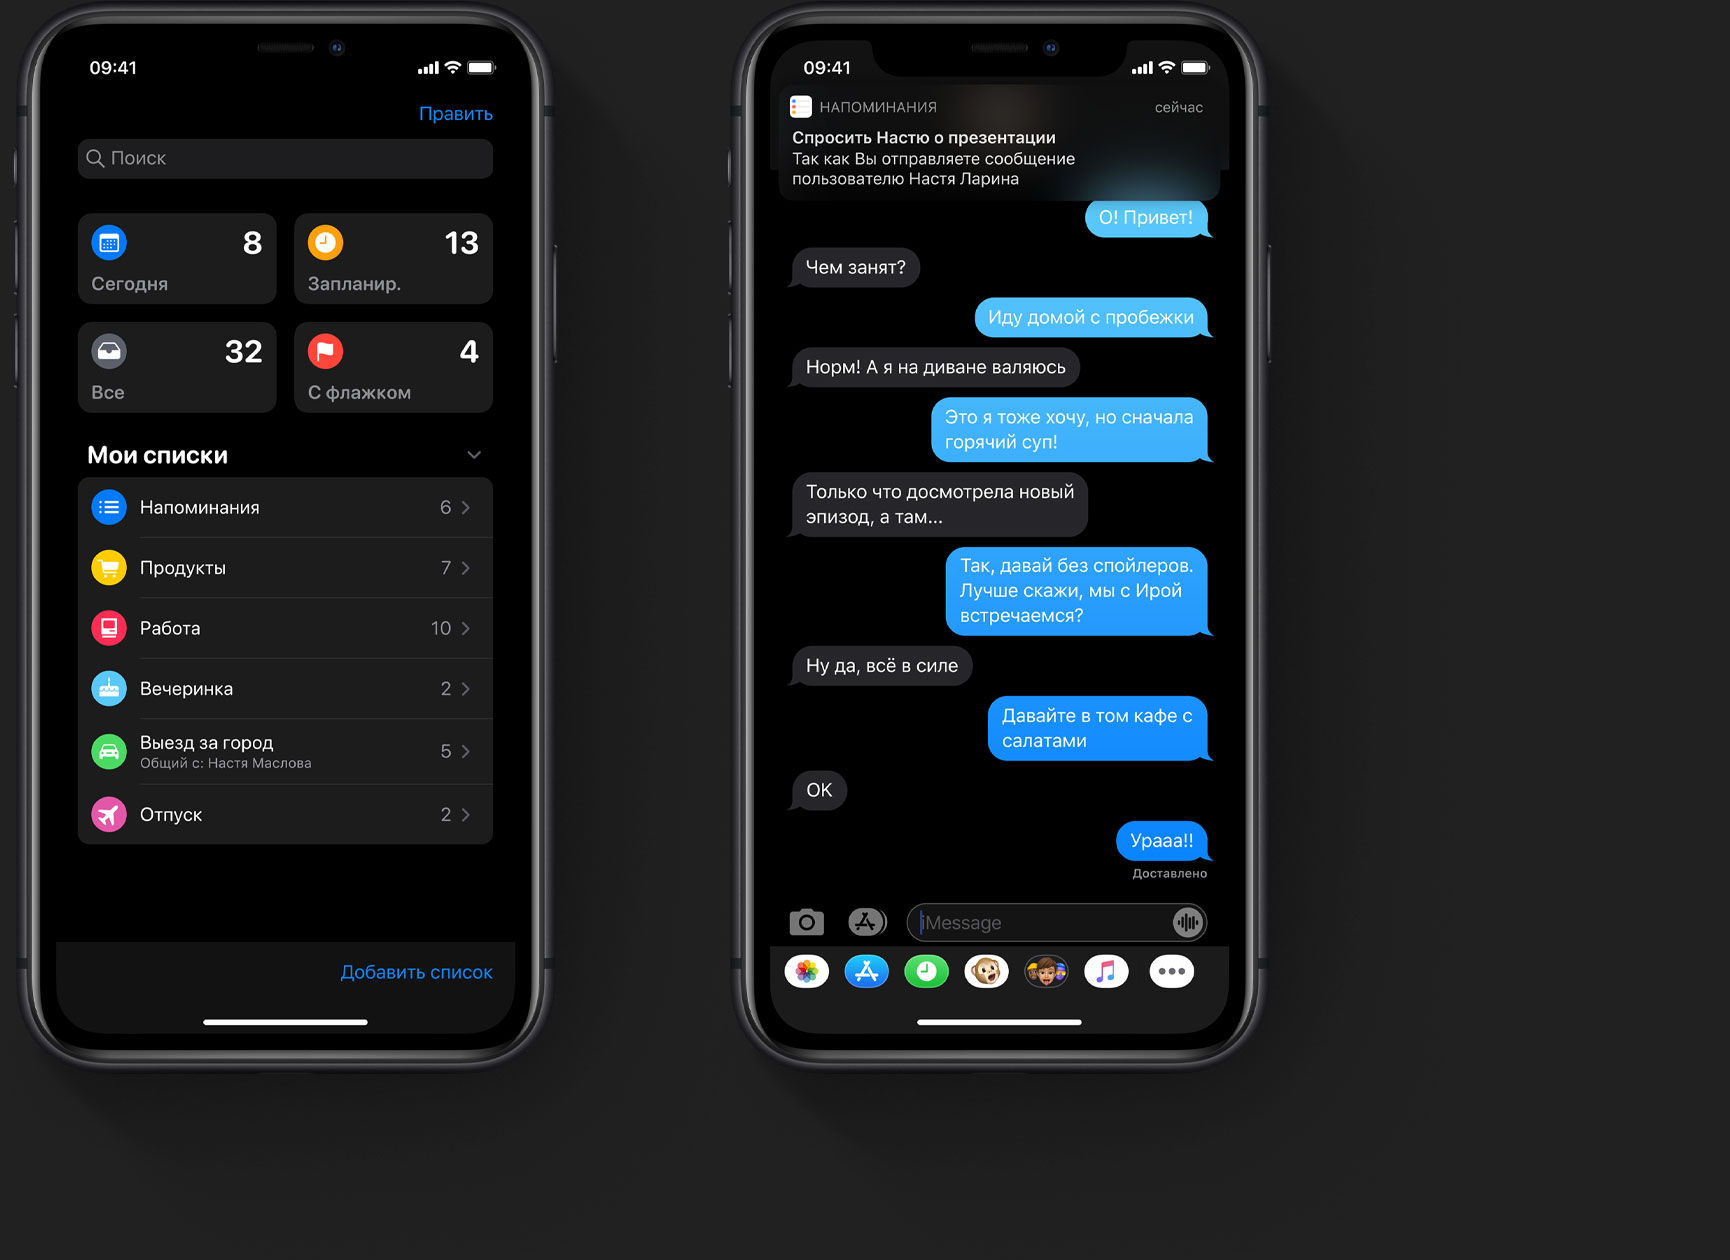 09:41
Править
Поиск
8
Сегодня
13
Запланир.
32
Все
4
С флажком
Мои списки
Напоминания 6
Продукты 7
Работа 10
Вечеринка 2
Выезд за город 5
Общий с: Настя Маслова
Отпуск 2
Добавить список
09:41
НАПОМИНАНИЯ сейчас
Спросить Настю о презентации
Так как Вы отправляете сообщение
пользователю Настя Ларина
О! Привет!
Чем занят?
Иду домой с пробежки
Норм! А я на диване валяюсь
Это я тоже хочу, но сначала
горячий суп!
Только что досмотрела новый
эпизод, а там...
Так, давай без спойлеров.
Лучше скажи, мы с Ирой
встречаемся?
Ну да, всё в силе
Давайте в том кафе с
салатами
ОК
Урааа!!
Доставлено
iMessage